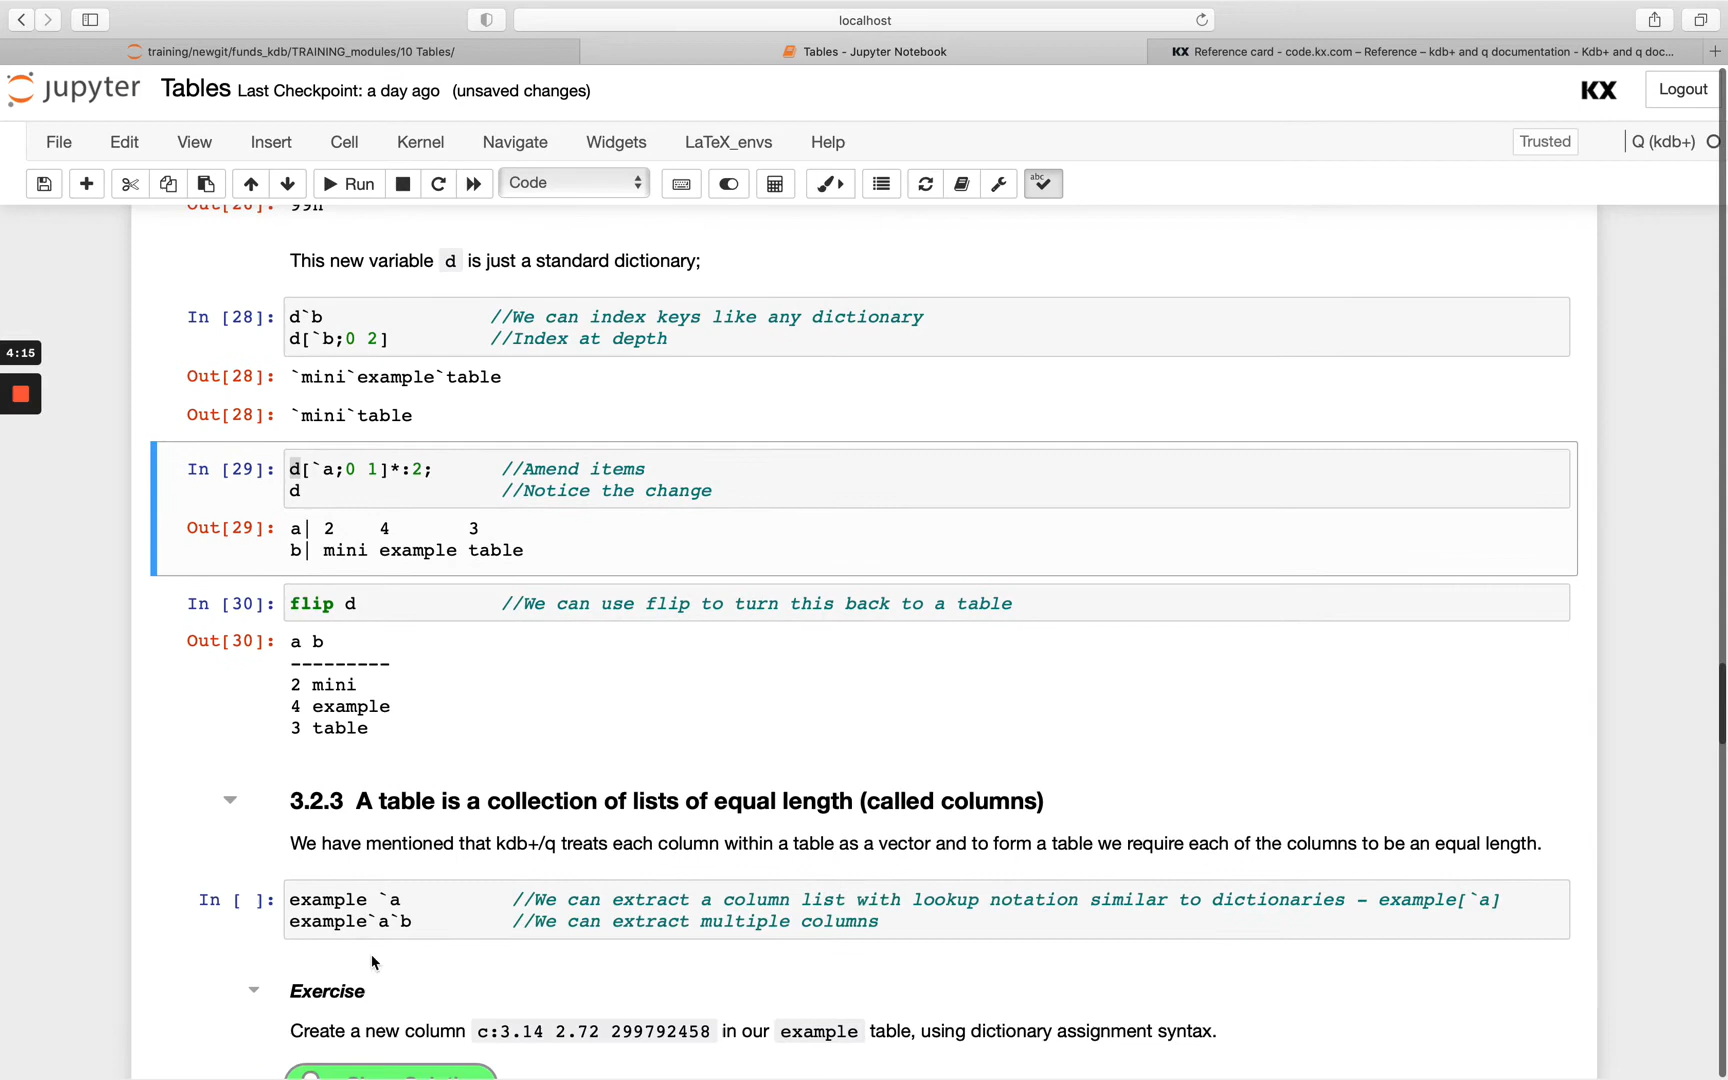 localhost
training/newgit/funds_kdb/TRAINING_modules/10 Tables/
Tables - Jupyter Notebook
KX Reference card - code.kx.com – Reference – kdb+ and q documentation - Kdb+ and q doc...
jupyter Tables Last Checkpoint: a day ago (unsaved changes)
KX
Logout
File Edit View Insert Cell Kernel Navigate Widgets LaTeX_envs Help
Trusted
Q (kdb+)
Run
Code
abc
Out[26]: 99h
This new variable d is just a standard dictionary;
In [28]: d`b //We can index keys like any dictionary
d[`b;0 2] //Index at depth
4:15
Out[28]: `mini`example`table
Out[28]: `mini`table
In [29]: d[`a;0 1]*:2; //Amend items
d //Notice the change
Out[29]: a| 2 4 3
b| mini example table
In [30]: flip d //We can use flip to turn this back to a table
Out[30]: a b
---------
2 mini
4 example
3 table
3.2.3 A table is a collection of lists of equal length (called columns)
We have mentioned that kdb+/q treats each column within a table as a vector and to form a table we require each of the columns to be an equal length.
In [ ]: example `a //We can extract a column list with lookup notation similar to dictionaries - example[`a]
example`a`b //We can extract multiple columns
Exercise
Create a new column c:3.14 2.72 299792458 in our example table, using dictionary assignment syntax.